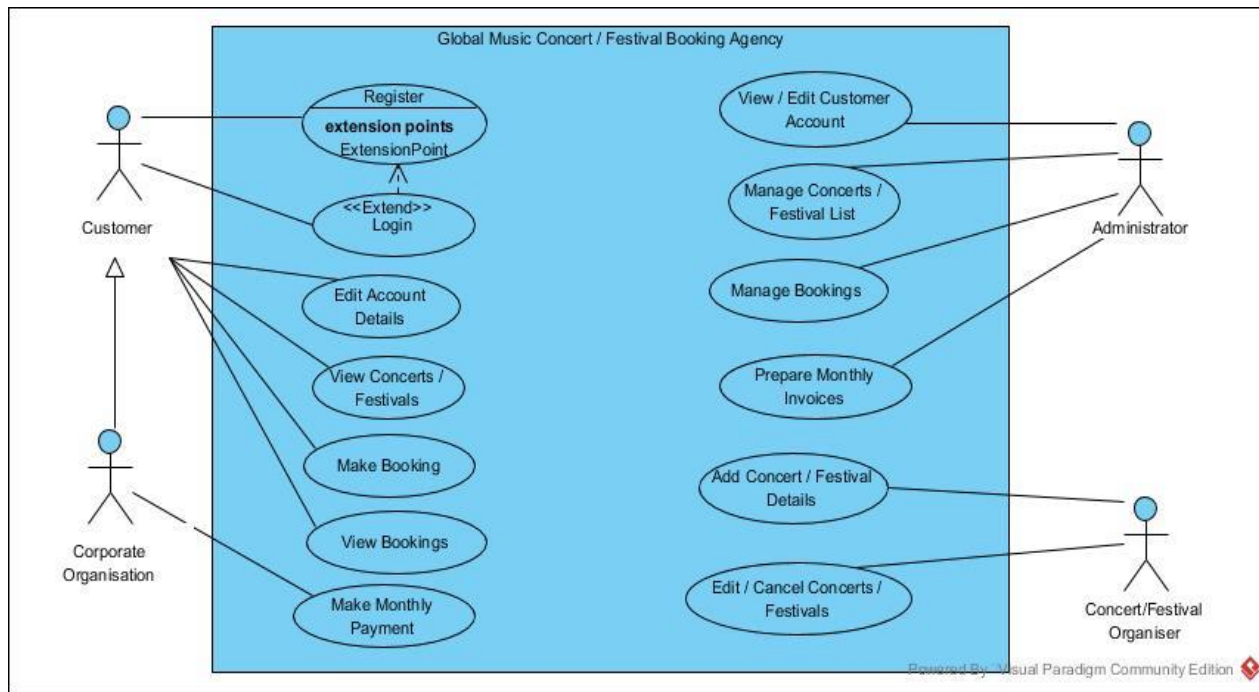 Global Music Concert / Festival Booking Agency
Register
extension points
ExtensionPoint
<<Extend>>
Login
Customer
Edit Account
Details
View Concerts /
Festivals
Make Booking
View Bookings
Make Monthly
Payment
Corporate
Organisation
View / Edit Customer
Account
Manage Concerts /
Festival List
Administrator
Manage Bookings
Prepare Monthly
Invoices
Add Concert / Festival
Details
Edit / Cancel Concerts /
Festivals
Concert/Festival
Organiser
Powered By Visual Paradigm Community Edition